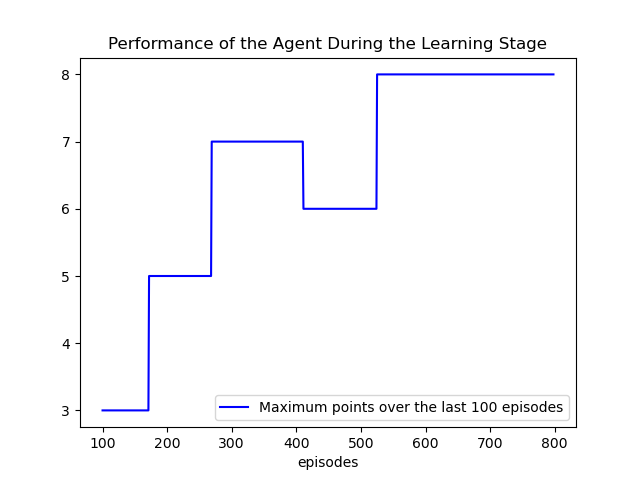 Performance of the Agent During the Learning Stage
8
7
6
5
4
3
Maximum points over the last 100 episodes
100 200 300 400 500 600 700 800
episodes